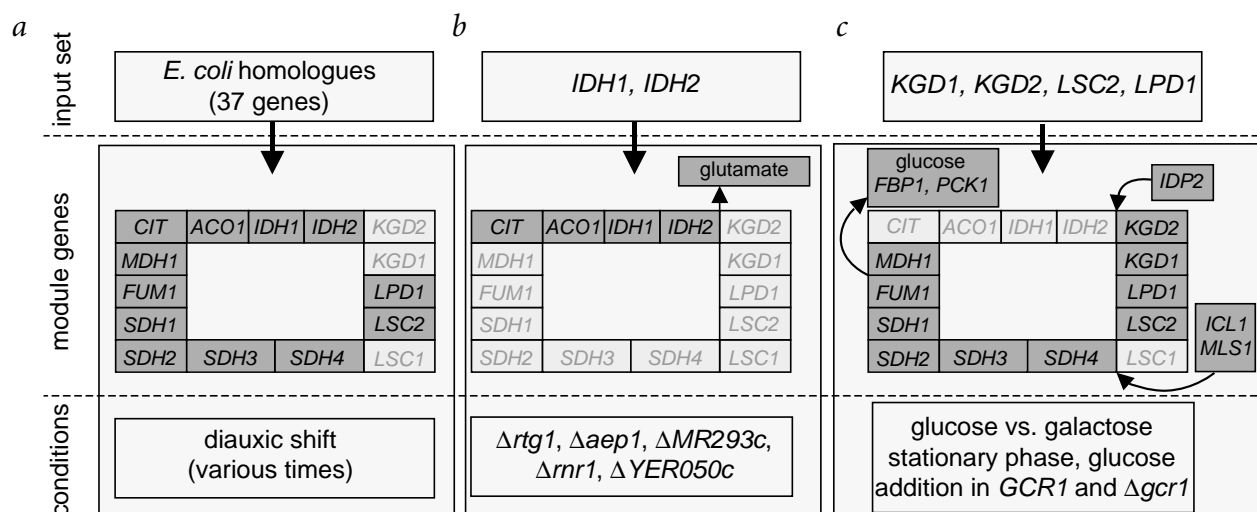 a
b
c
input set
E. coli homologues
(37 genes)
IDH1, IDH2
KGD1, KGD2, LSC2, LPD1
module genes
CIT ACO1 IDH1 IDH2 KGD2
MDH1 KGD1
FUM1 LPD1
SDH1 LSC2
SDH2 SDH3 SDH4 LSC1
glutamate
CIT ACO1 IDH1 IDH2 KGD2
MDH1 KGD1
FUM1 LPD1
SDH1 LSC2
SDH2 SDH3 SDH4 LSC1
glucose
FBP1, PCK1
IDP2
CIT ACO1 IDH1 IDH2 KGD2
MDH1 KGD1
FUM1 LPD1
SDH1 LSC2
SDH2 SDH3 SDH4 LSC1
ICL1
MLS1
conditions
diauxic shift
(various times)
Δrtg1, Δaep1, ΔMR293c,
Δrnr1, ΔYER050c
glucose vs. galactose
stationary phase, glucose
addition in GCR1 and Δgcr1